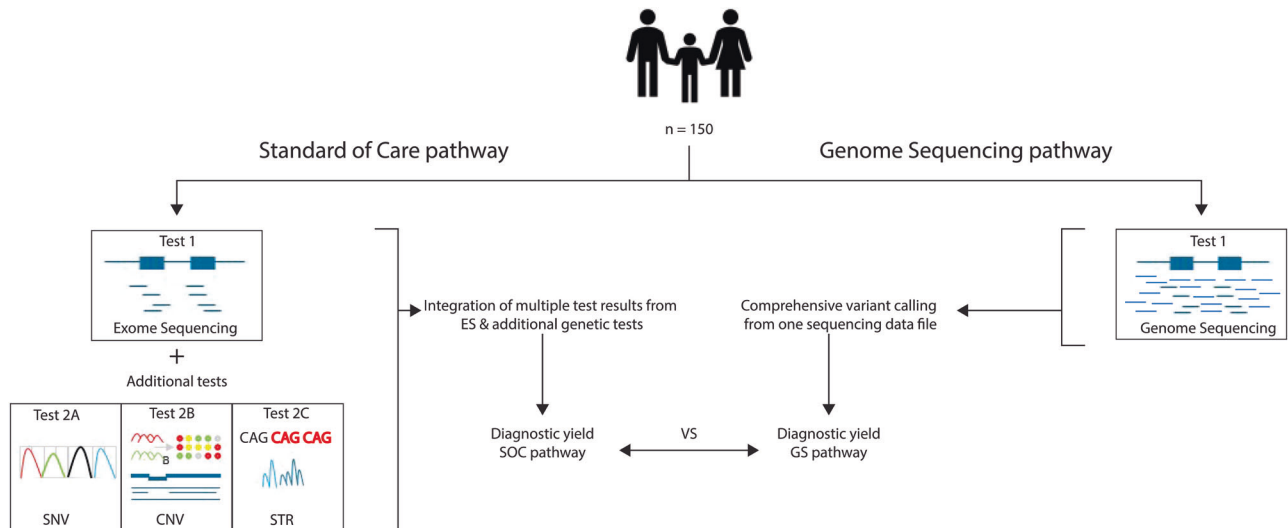 n = 150
Standard of Care pathway
Genome Sequencing pathway
Test 1
Exome Sequencing
+
Additional tests
Test 2A
SNV
Test 2B
B
CNV
Test 2C
CAG CAG CAG
STR
Integration of multiple test results from
ES & additional genetic tests
Diagnostic yield
SOC pathway
VS
Comprehensive variant calling
from one sequencing data file
Diagnostic yield
GS pathway
Test 1
Genome Sequencing